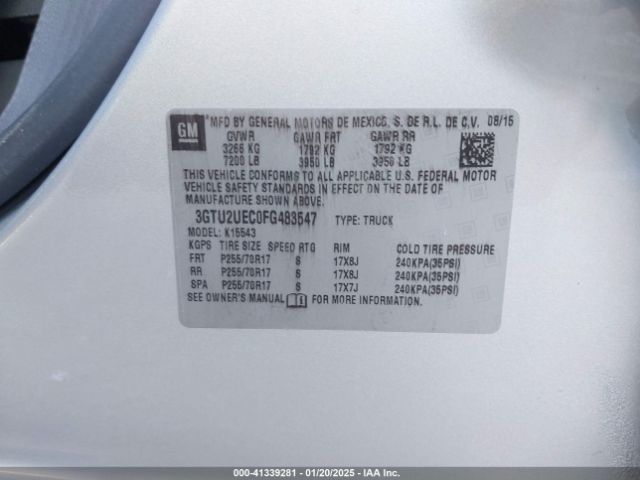 GM
*MFD BY GENERAL MOTORS DE MEXICO, S. DE R.L. DE C.V. 08/15
GVWR GAWR FRT GAWR RR
3266 KG 1792 KG 1792 KG
7200 LB 3950 LB 3950 LB
THIS VEHICLE CONFORMS TO ALL APPLICABLE U.S. FEDERAL MOTOR
VEHICLE SAFETY STANDARDS IN EFFECT ON THE DATE OF
MANUFACTURE SHOWN ABOVE.
3GTU2UEC0FG483547 TYPE: TRUCK
MODEL: K15543
KGPS TIRE SIZE SPEED RTG RIM COLD TIRE PRESSURE
FRT P255/70R17 S 17X8J 240KPA(35PSI)
RR P255/70R17 S 17X8J 240KPA(35PSI)
SPA P255/70R17 S 17X7J 240KPA(35PSI)
SEE OWNER'S MANUAL FOR MORE INFORMATION.
000-41339281 - 01/20/2025 - IAA Inc.